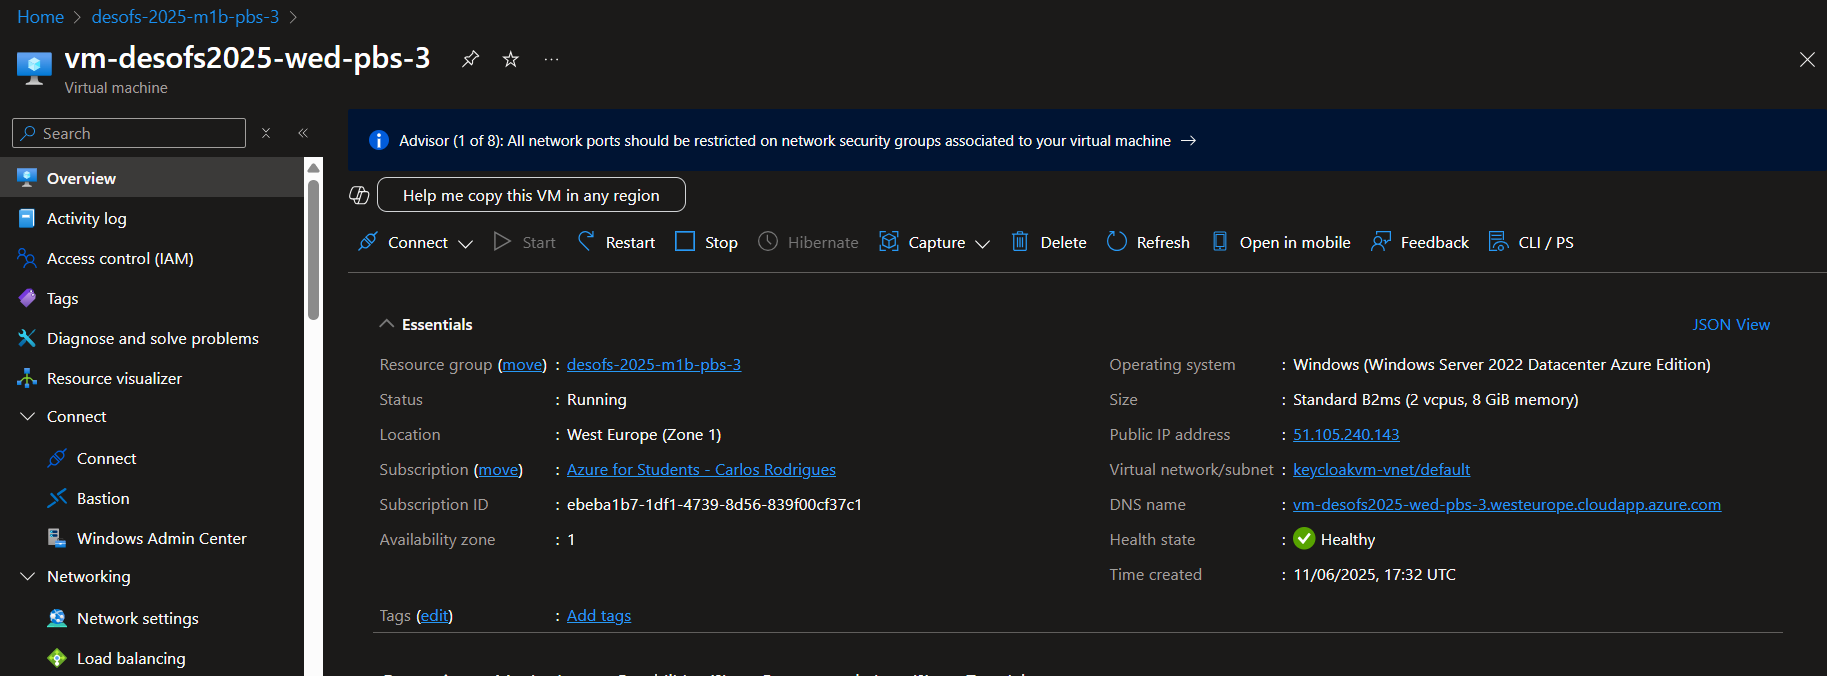 Home > desofs-2025-m1b-pbs-3 >
vm-desofs2025-wed-pbs-3
Virtual machine
Search
Overview
Activity log
Access control (IAM)
Tags
Diagnose and solve problems
Resource visualizer
Connect
Connect
Bastion
Windows Admin Center
Networking
Network settings
Load balancing
Advisor (1 of 8): All network ports should be restricted on network security groups associated to your virtual machine →
Help me copy this VM in any region
Connect Start Restart Stop Hibernate Capture Delete Refresh Open in mobile Feedback CLI / PS
Essentials
JSON View
Resource group (move) : desofs-2025-m1b-pbs-3
Status : Running
Location : West Europe (Zone 1)
Subscription (move) : Azure for Students - Carlos Rodrigues
Subscription ID : ebeba1b7-1df1-4739-8d56-839f00cf37c1
Availability zone : 1
Operating system : Windows (Windows Server 2022 Datacenter Azure Edition)
Size : Standard B2ms (2 vcpus, 8 GiB memory)
Public IP address : 51.105.240.143
Virtual network/subnet : keycloakvm-vnet/default
DNS name : vm-desofs2025-wed-pbs-3.westeurope.cloudapp.azure.com
Health state : Healthy
Time created : 11/06/2025, 17:32 UTC
Tags (edit) : Add tags